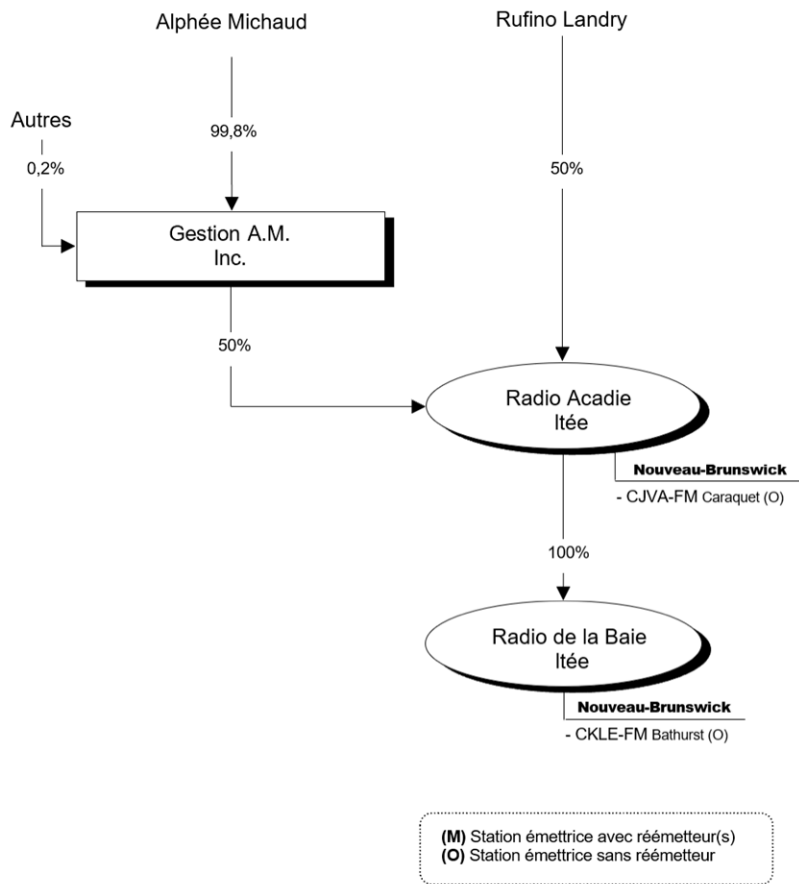 Alphée Michaud
Rufino Landry
Autres
99,8%
0,2%
50%
Gestion A.M.
Inc.
50%
Radio Acadie
ltée
Nouveau-Brunswick
- CJVA-FM Caraquet (O)
100%
Radio de la Baie
ltée
Nouveau-Brunswick
- CKLE-FM Bathurst (O)
(M) Station émettrice avec réémetteur(s)
(O) Station émettrice sans réémetteur